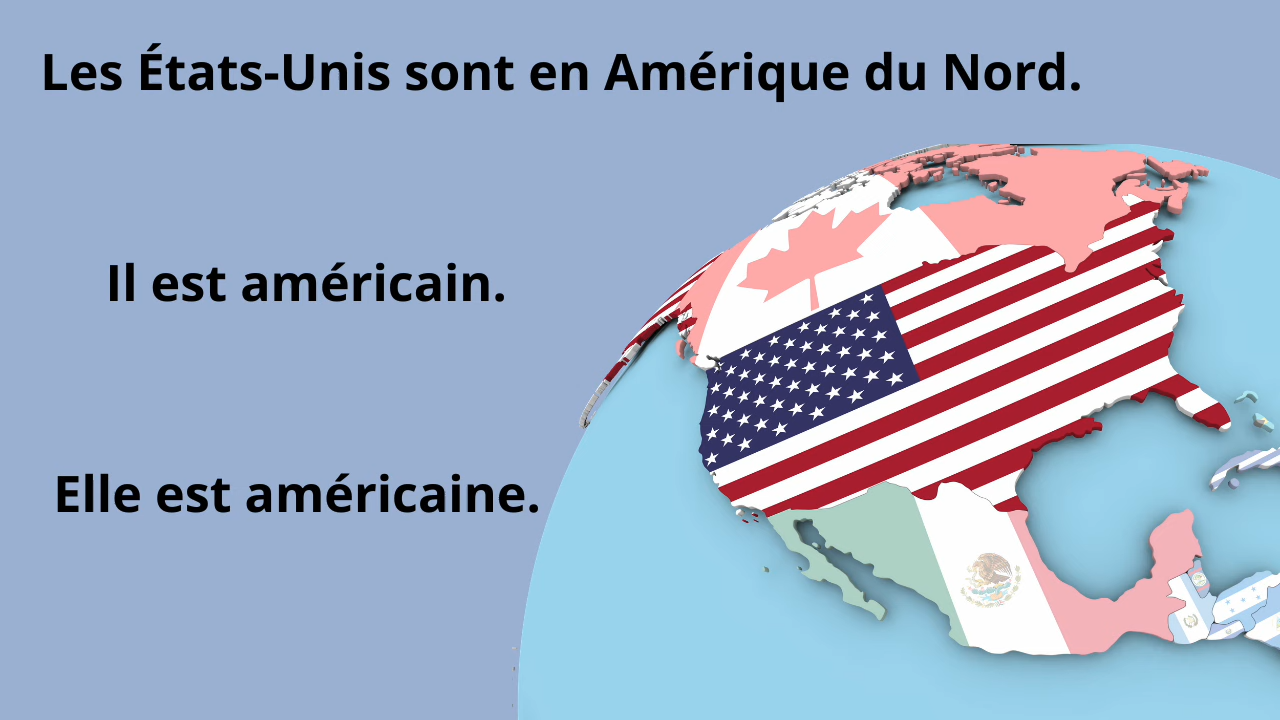 Les États-Unis sont en Amérique du Nord.
Il est américain.
Elle est américaine.